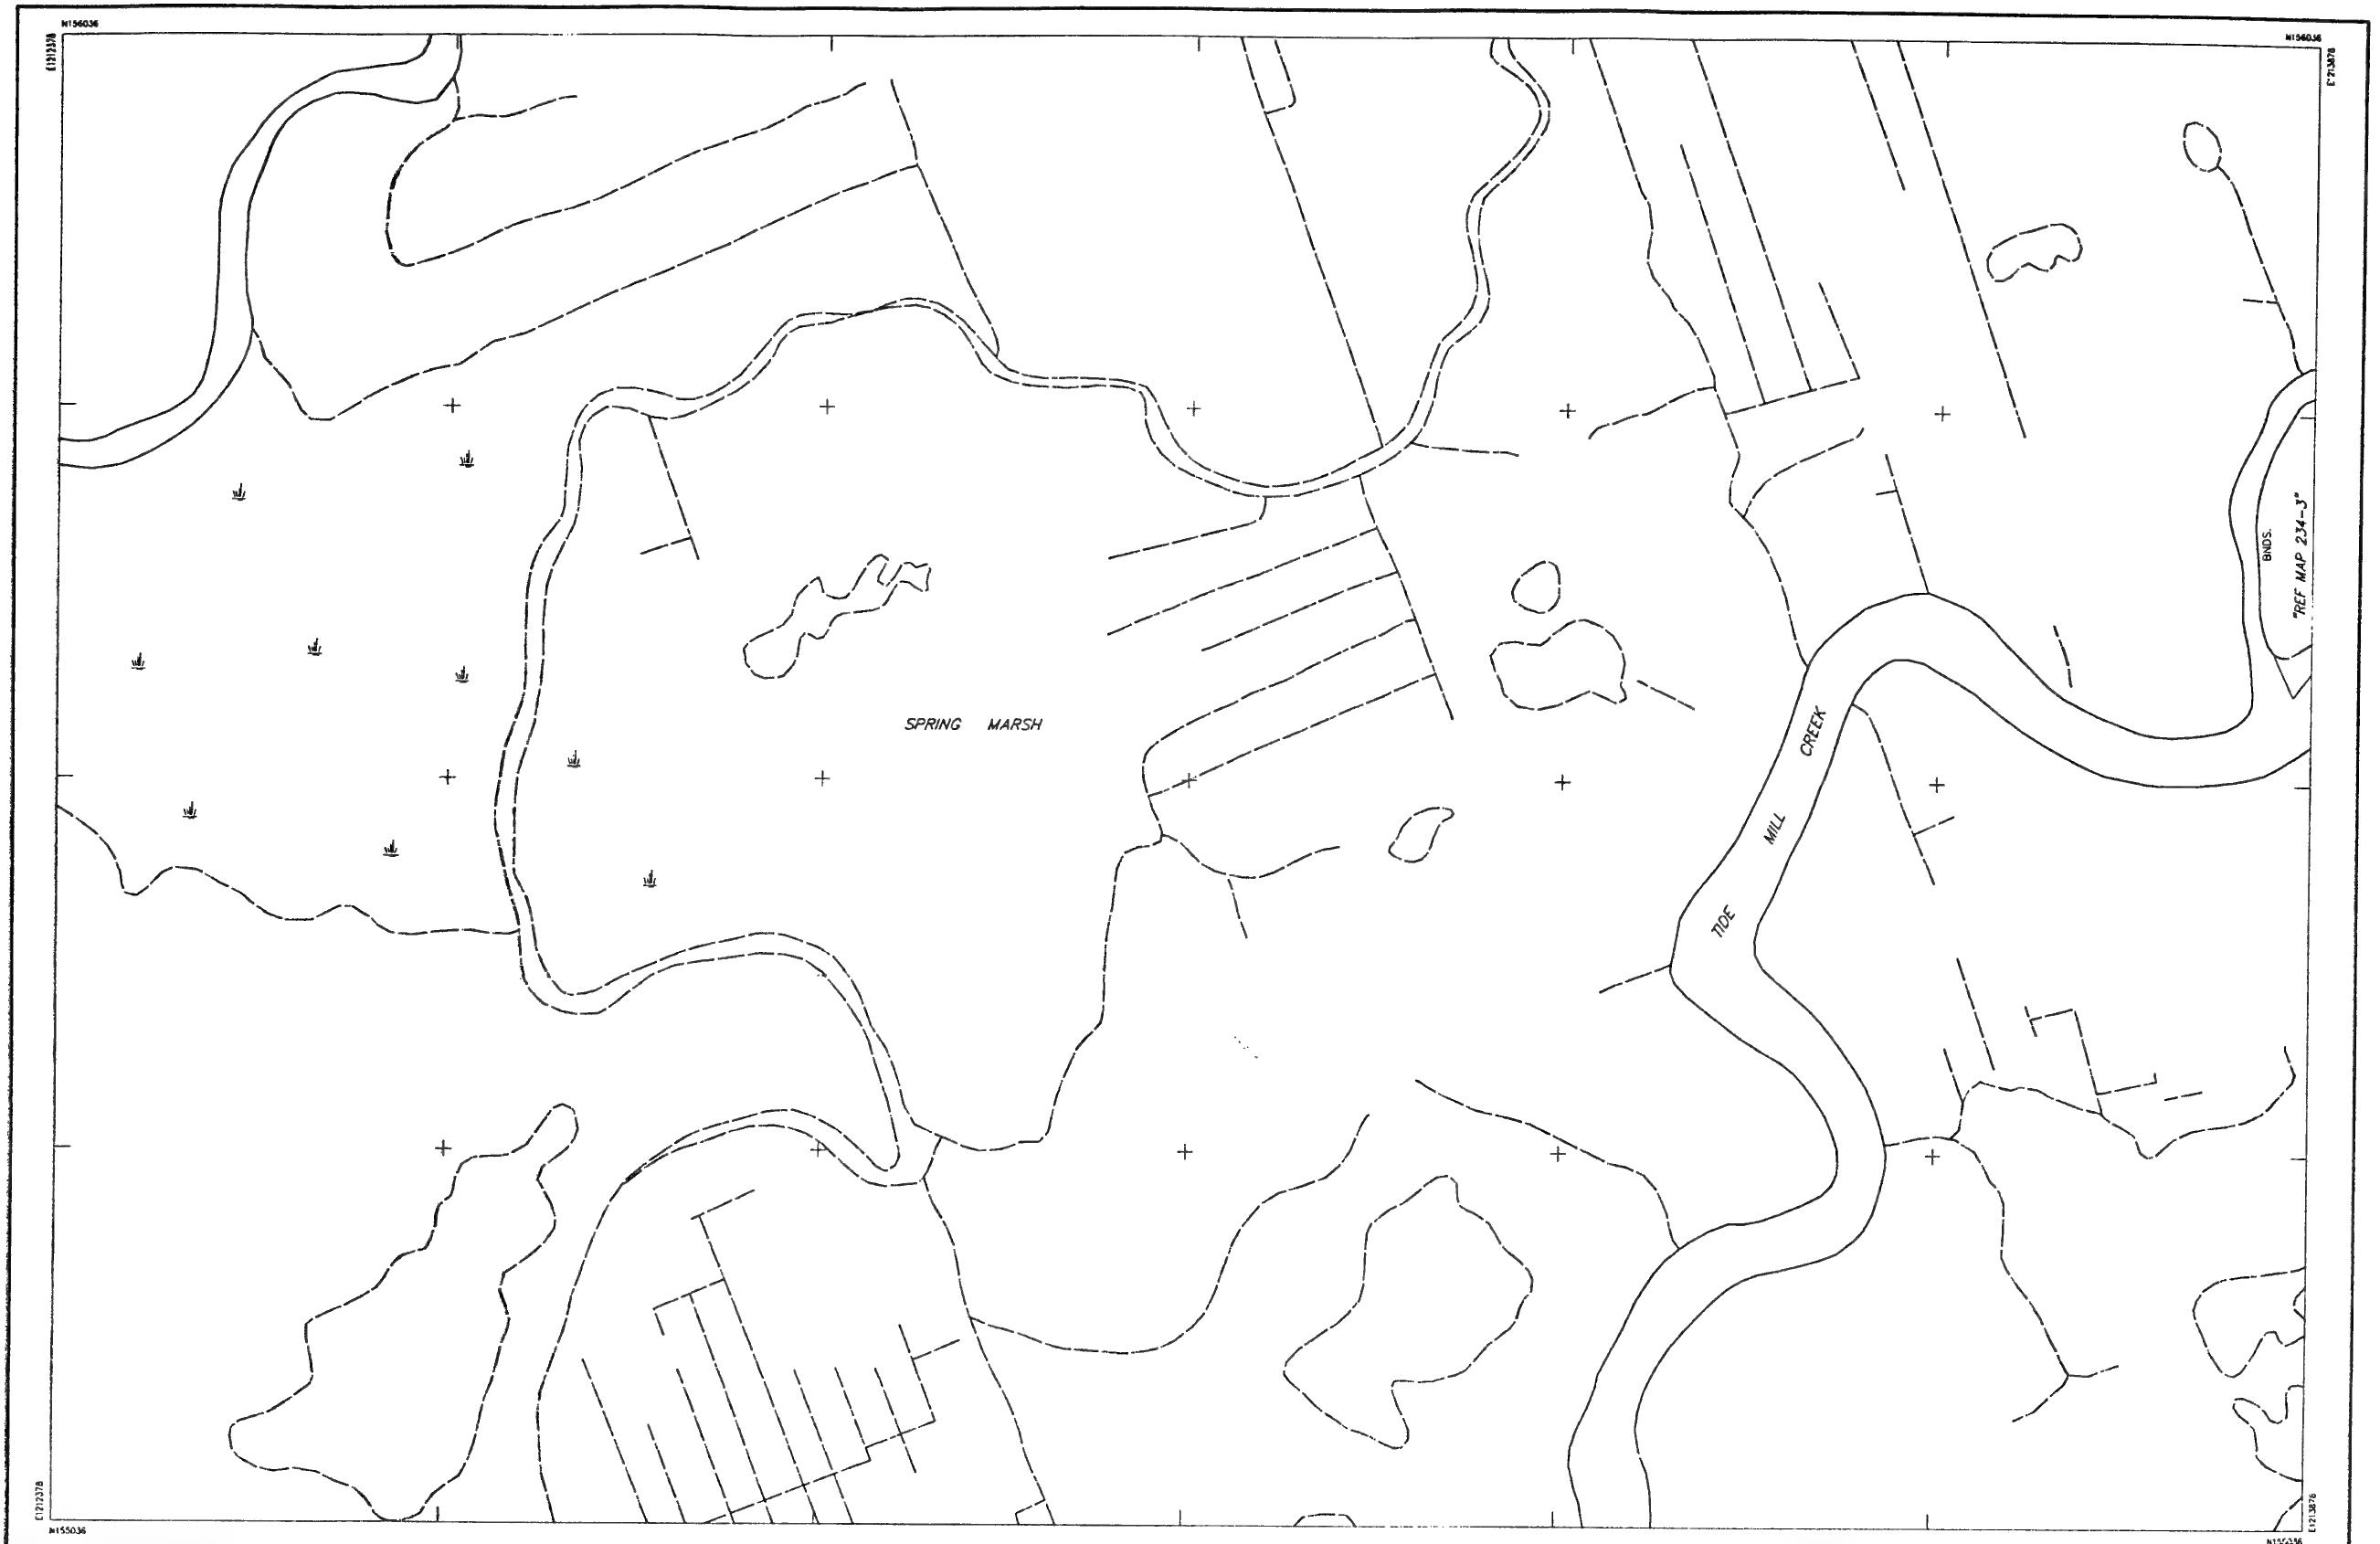 N156036
E1212378
N156036
E1213878
BNDS.
"REF MAP 234-3"
SPRING MARSH
CREEK
MILL
TIDE
E1212378
N155036
E1213878
N155036